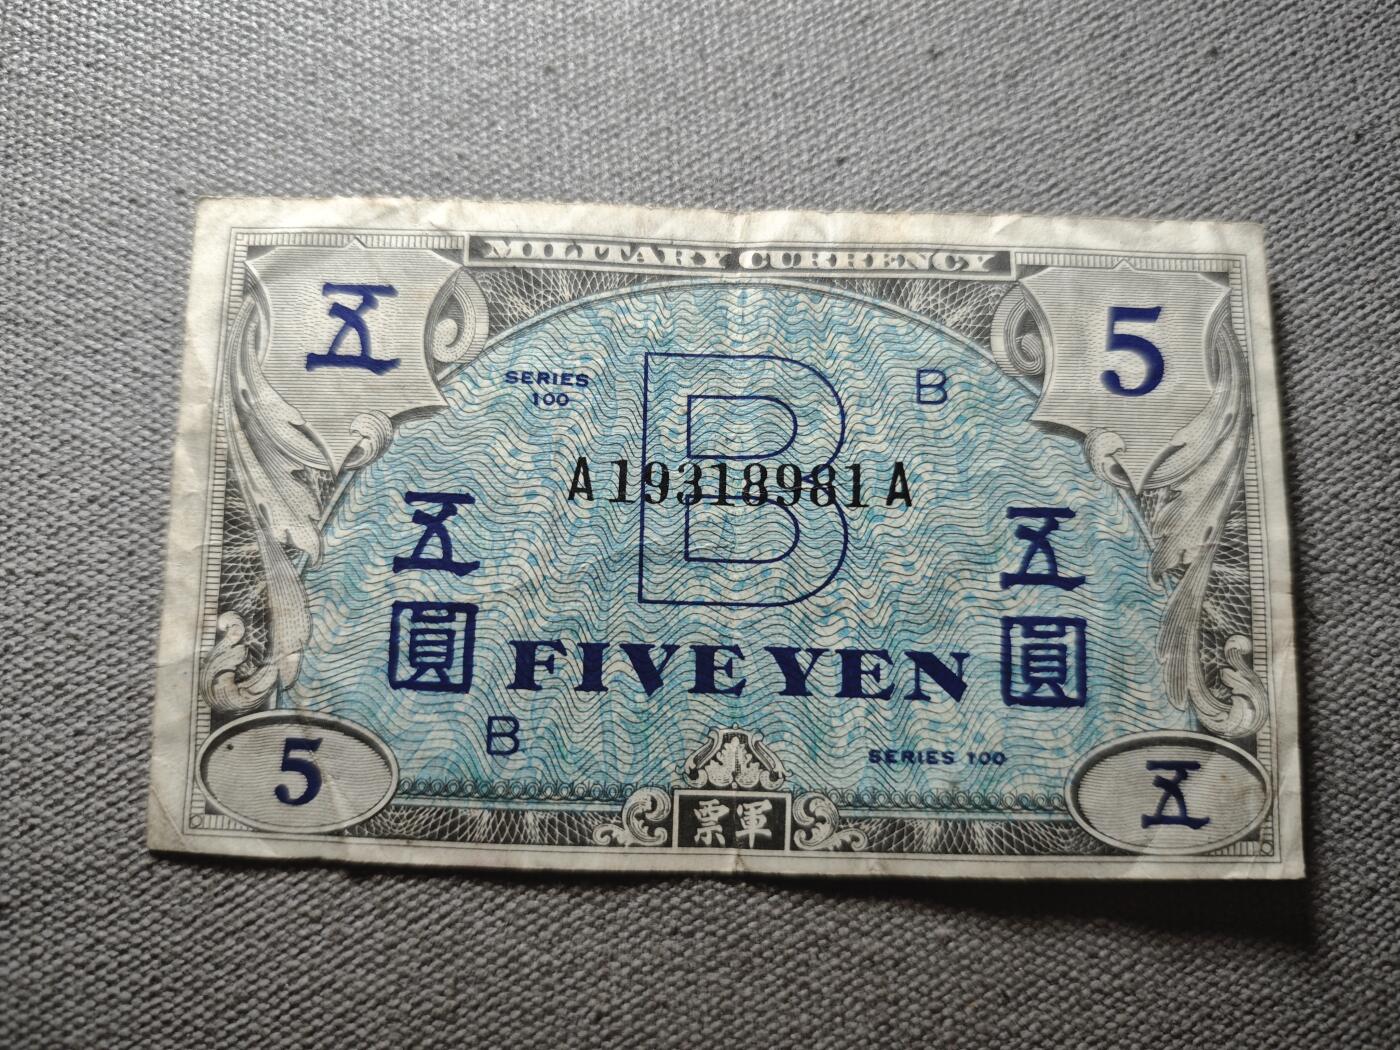 MILITARY CURRENCY
五
5
SERIES
100
B
B
A19318981A
五
圓
五
圓
FIVE YEN
B
SERIES 100
5
票軍
五